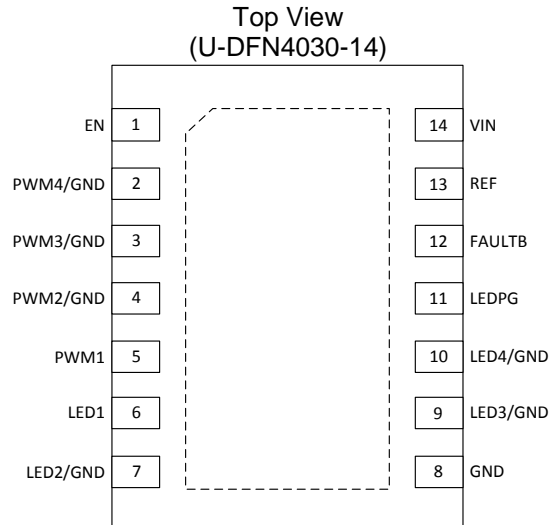 Top View
(U-DFN4030-14)
EN 1 14 VIN
PWM4/GND 2 13 REF
PWM3/GND 3 12 FAULTB
PWM2/GND 4 11 LEDPG
PWM1 5 10 LED4/GND
LED1 6 9 LED3/GND
LED2/GND 7 8 GND